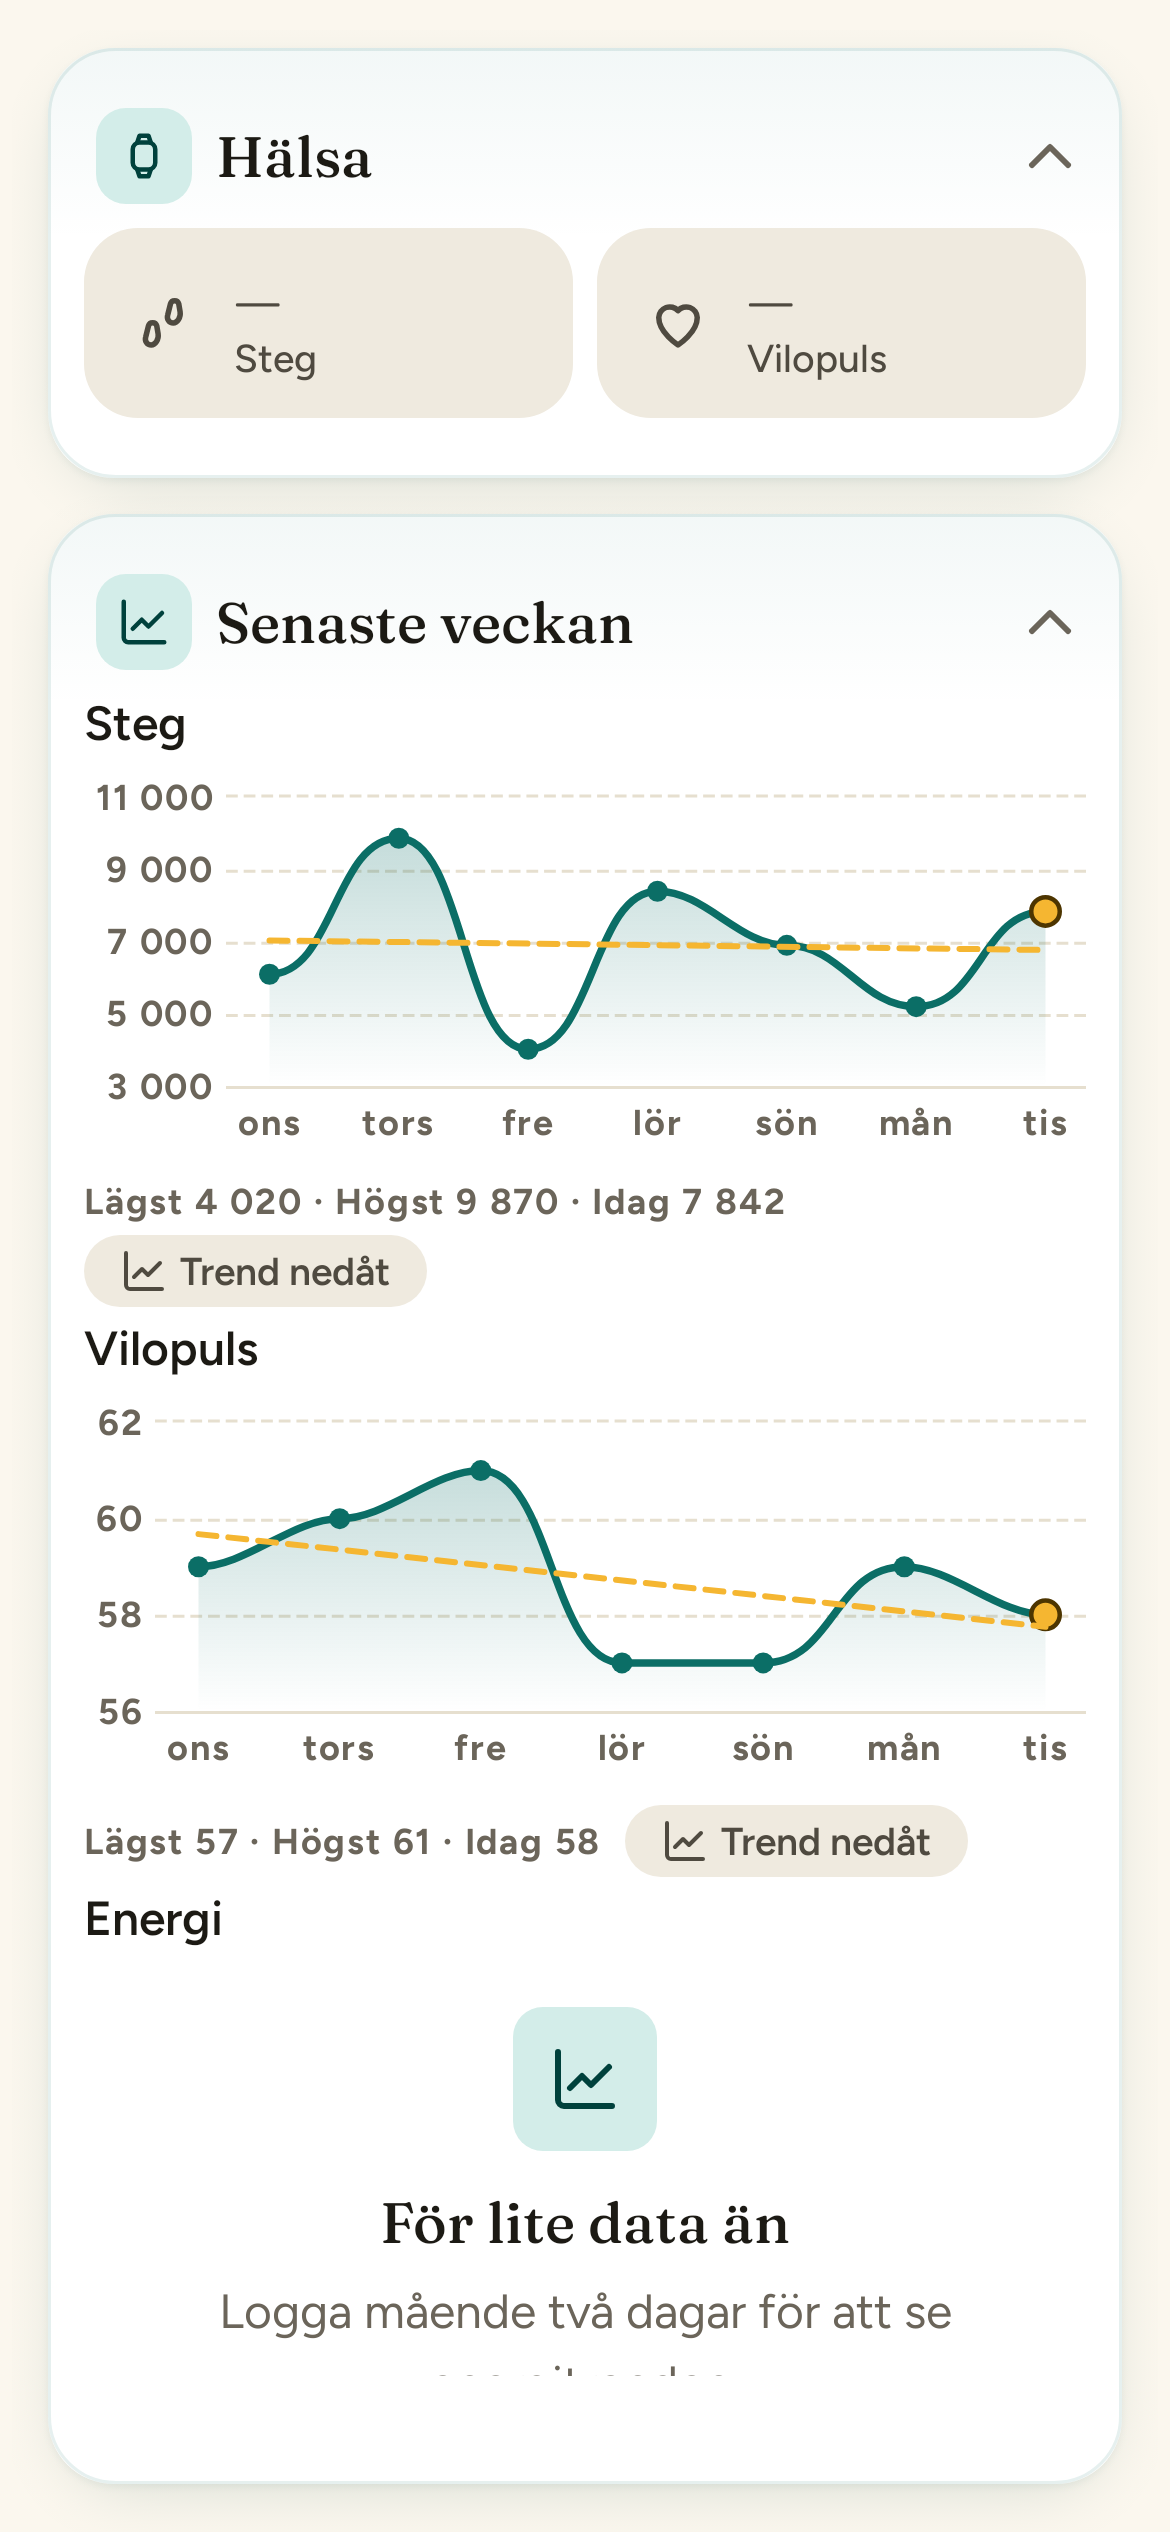 Hälsa
—
Steg
—
Vilopuls
Senaste veckan
Steg
11 000
9 000
7 000
5 000
3 000
ons tors fre lör sön mån tis
Lägst 4 020 · Högst 9 870 · Idag 7 842
Trend nedåt
Vilopuls
62
60
58
56
ons tors fre lör sön mån tis
Lägst 57 · Högst 61 · Idag 58
Trend nedåt
Energi
För lite data än
Logga mående två dagar för att se